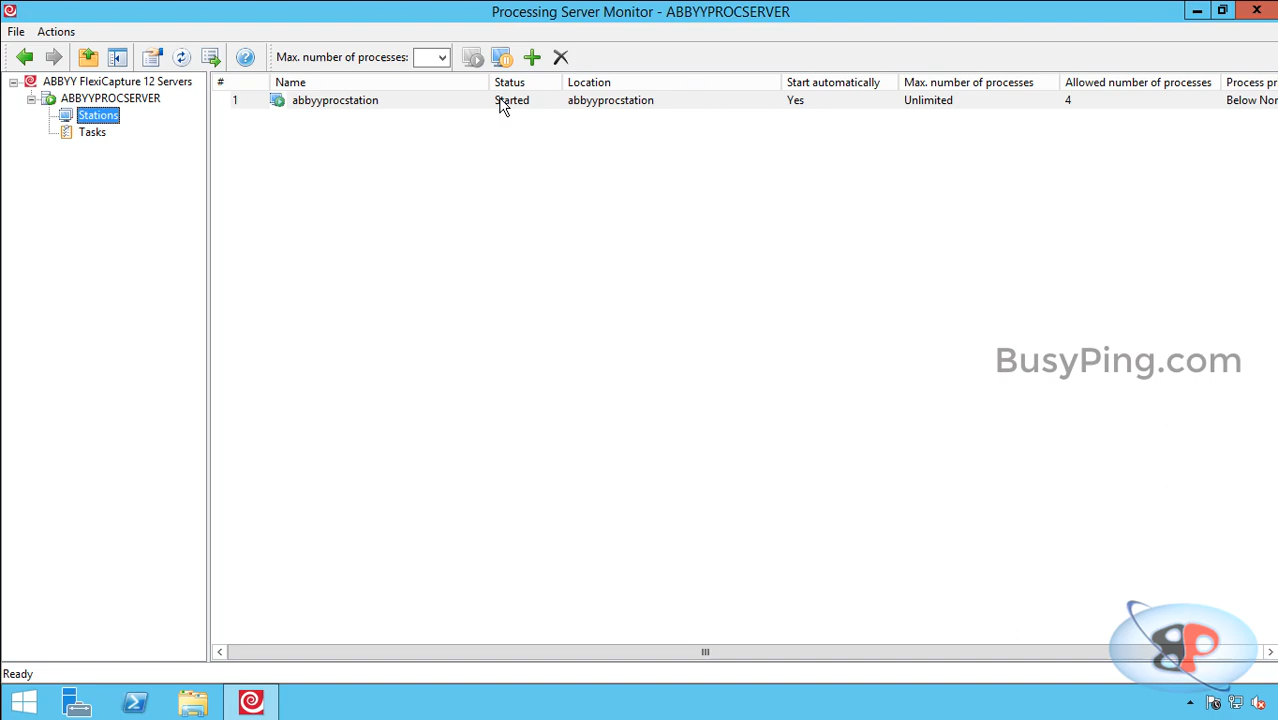 Processing Server Monitor - ABBYYPROCSERVER
File Actions
Max. number of processes:
ABBYY FlexiCapture 12 Servers
ABBYYPROCSERVER
Stations
Tasks
# Name Status Location Start automatically Max. number of processes Allowed number of processes Process pr
1 abbyyprocstation Started abbyyprocstation Yes Unlimited 4 Below Nor
BusyPing.com
BP
Ready